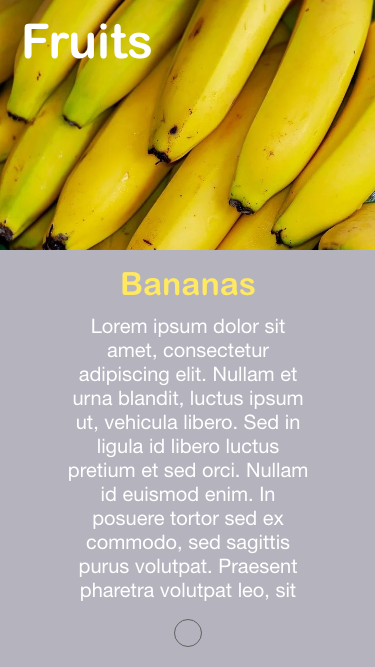 Fruits
Bananas
Lorem ipsum dolor sit
amet, consectetur
adipiscing elit. Nullam et
urna blandit, luctus ipsum
ut, vehicula libero. Sed in
ligula id libero luctus
pretium et sed orci. Nullam
id euismod enim. In
posuere tortor sed ex
commodo, sed sagittis
purus volutpat. Praesent
pharetra volutpat leo, sit